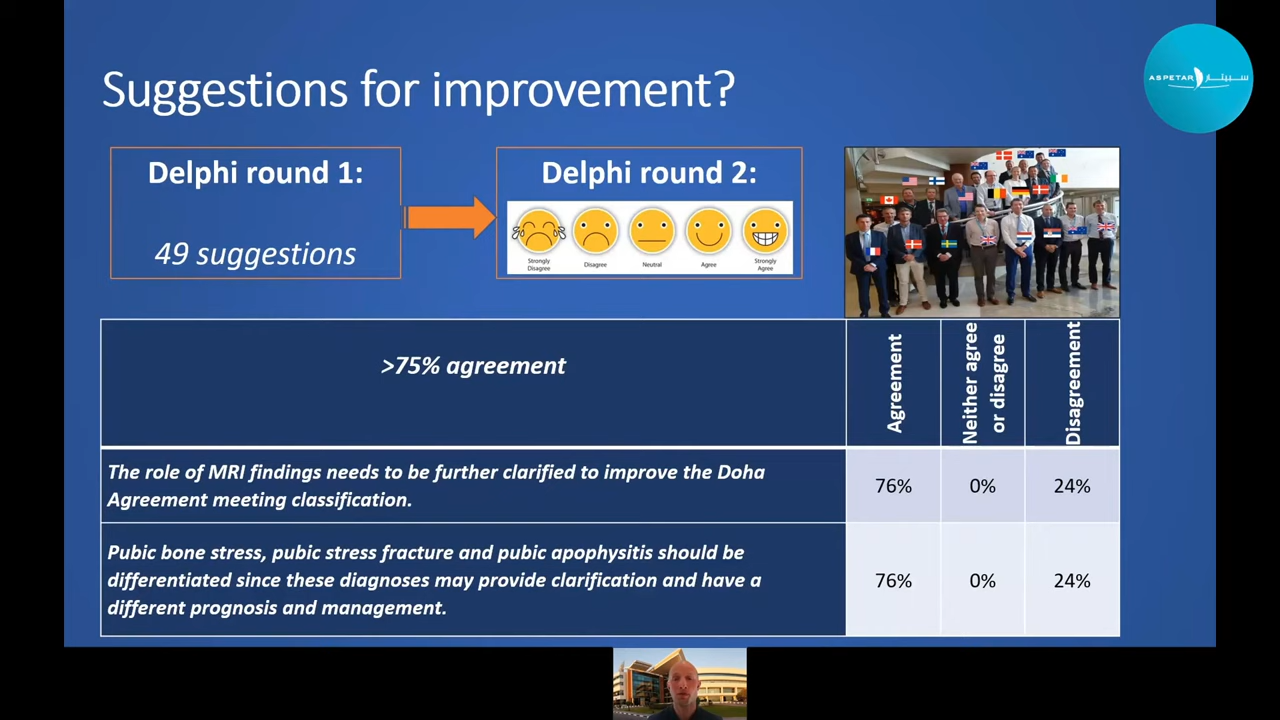 Suggestions for improvement?
ASPETAR سبيتار
Delphi round 1:
49 suggestions
Delphi round 2:
Strongly
Disagree
Disagree
Neutral
Agree
Strongly
Agree
>75% agreement
Agreement
Neither agree
or disagree
Disagreement
The role of MRI findings needs to be further clarified to improve the Doha
Agreement meeting classification.
76%
0%
24%
Pubic bone stress, pubic stress fracture and pubic apophysitis should be
differentiated since these diagnoses may provide clarification and have a
different prognosis and management.
76%
0%
24%